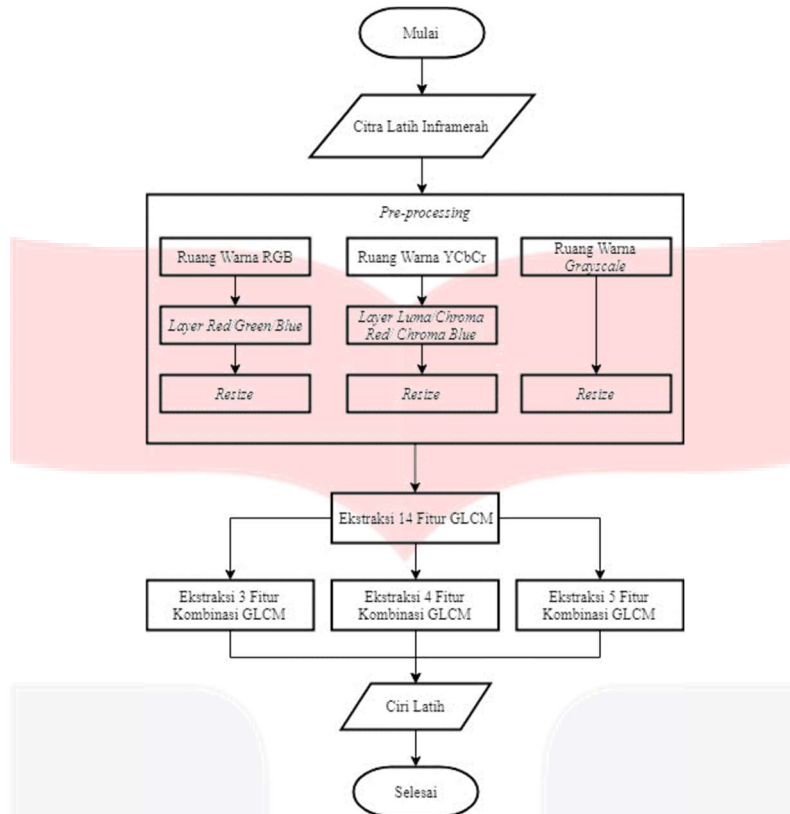 Mulai
Citra Latih Inframerah
Pre-processing
Ruang Warna RGB
Ruang Warna YCbCr
Ruang Warna
Grayscale
Layer Red/Green/Blue
Layer Luma/Chroma
Red/ Chroma Blue
Resize
Resize
Resize
Ekstraksi 14 Fitur GLCM
Ekstraksi 3 Fitur
Kombinasi GLCM
Ekstraksi 4 Fitur
Kombinasi GLCM
Ekstraksi 5 Fitur
Kombinasi GLCM
Ciri Latih
Selesai